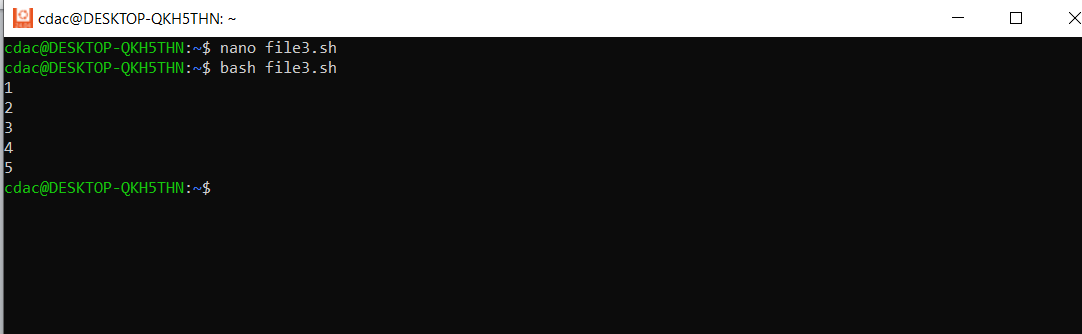 cdac@DESKTOP-QKH5THN: ~
cdac@DESKTOP-QKH5THN:~$ nano file3.sh
cdac@DESKTOP-QKH5THN:~$ bash file3.sh
1
2
3
4
5
cdac@DESKTOP-QKH5THN:~$